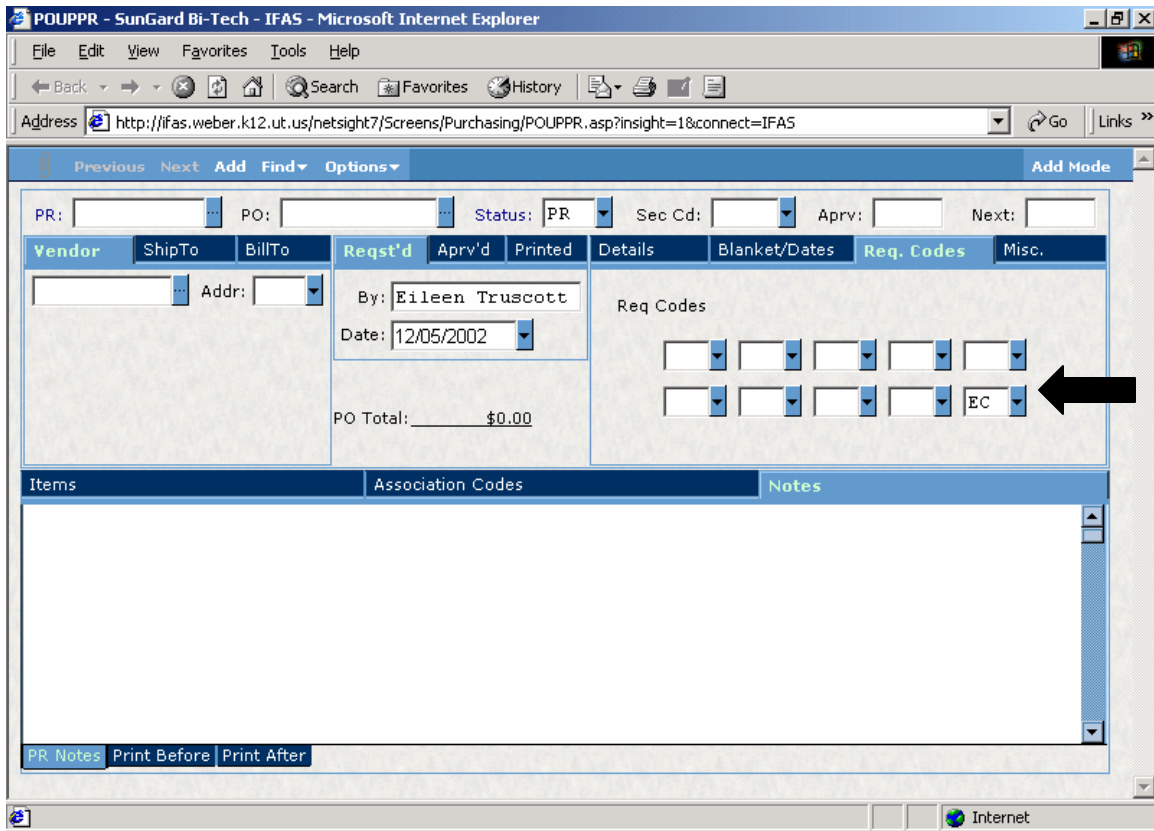 POUPPR - SunGard Bi-Tech - IFAS - Microsoft Internet Explorer
File Edit View Favorites Tools Help
Back Search Favorites History
Address http://ifas.weber.k12.ut.us/netsight7/Screens/Purchasing/POUPPR.asp?insight=1&connect=IFAS Go Links »
Previous Next Add Find Options Add Mode
PR: ... PO: ... Status: PR Sec Cd: Aprv: Next:
Vendor ShipTo BillTo Reqst'd Aprv'd Printed Details Blanket/Dates Req. Codes Misc.
... Addr: By: Eileen Truscott Req Codes
Date: 12/05/2002
EC
PO Total: $0.00
Items Association Codes Notes
PR Notes Print Before Print After
Internet